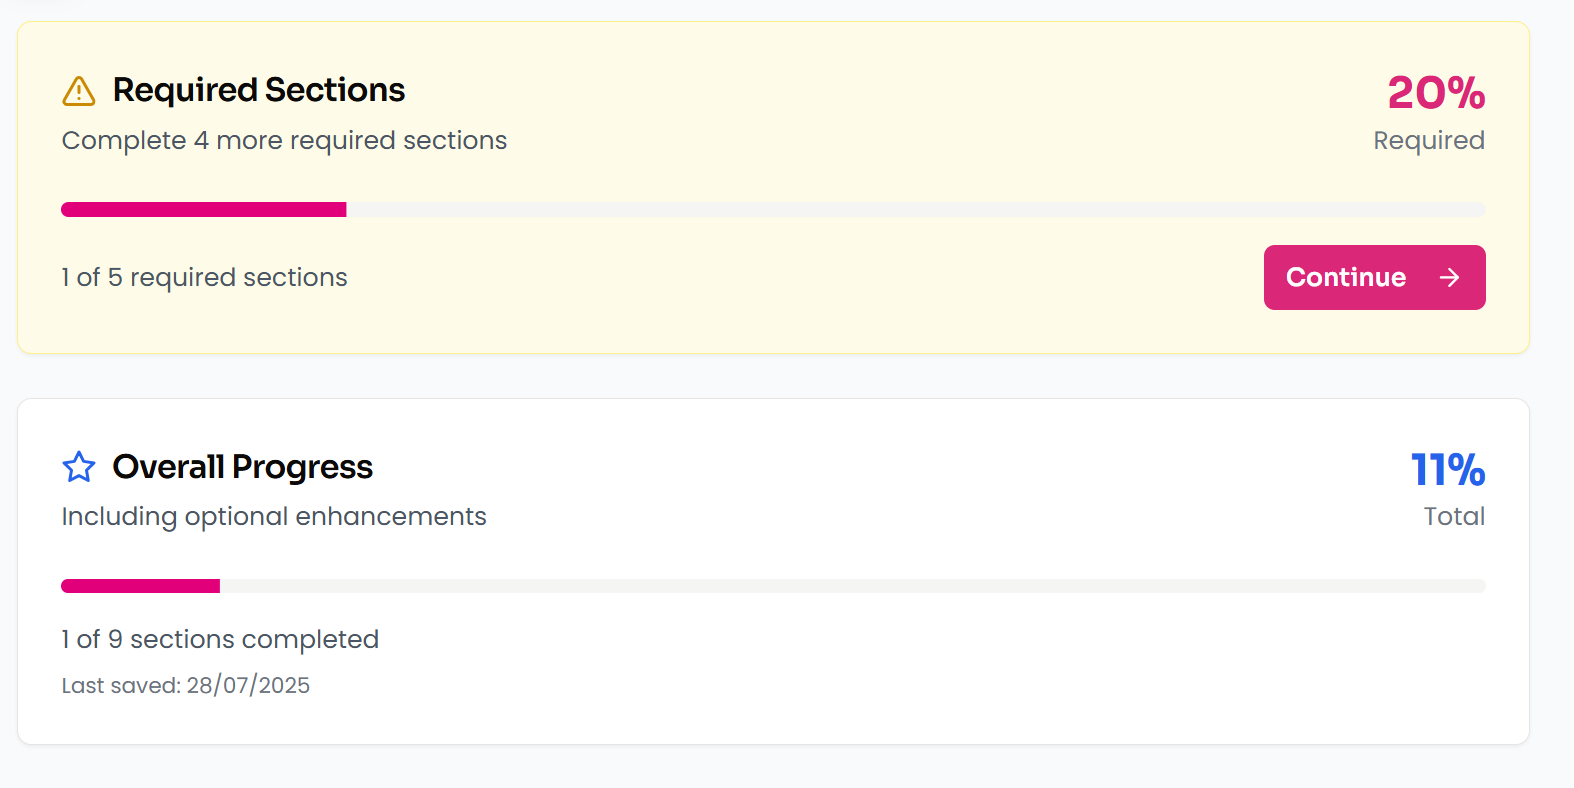 Required Sections
20%
Complete 4 more required sections
Required
1 of 5 required sections
Continue
Overall Progress
11%
Including optional enhancements
Total
1 of 9 sections completed
Last saved: 28/07/2025